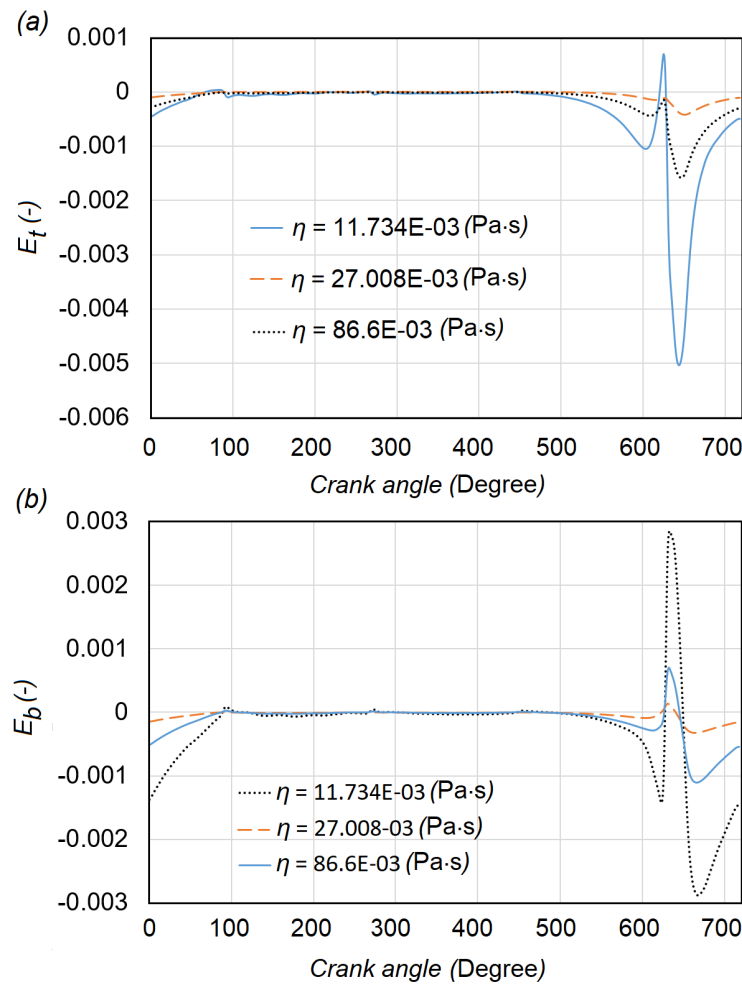 (a)
0.001
0
-0.001
-0.002
-0.003
-0.004
-0.005
-0.006
E_t (-)
η = 11.734E-03 (Pa·s)
η = 27.008E-03 (Pa·s)
η = 86.6E-03 (Pa·s)
0 100 200 300 400 500 600 700
Crank angle (Degree)
(b)
0.003
0.002
0.001
0
-0.001
-0.002
-0.003
E_b (-)
η = 11.734E-03 (Pa·s)
η = 27.008-03 (Pa·s)
η = 86.6E-03 (Pa·s)
0 100 200 300 400 500 600 700
Crank angle (Degree)